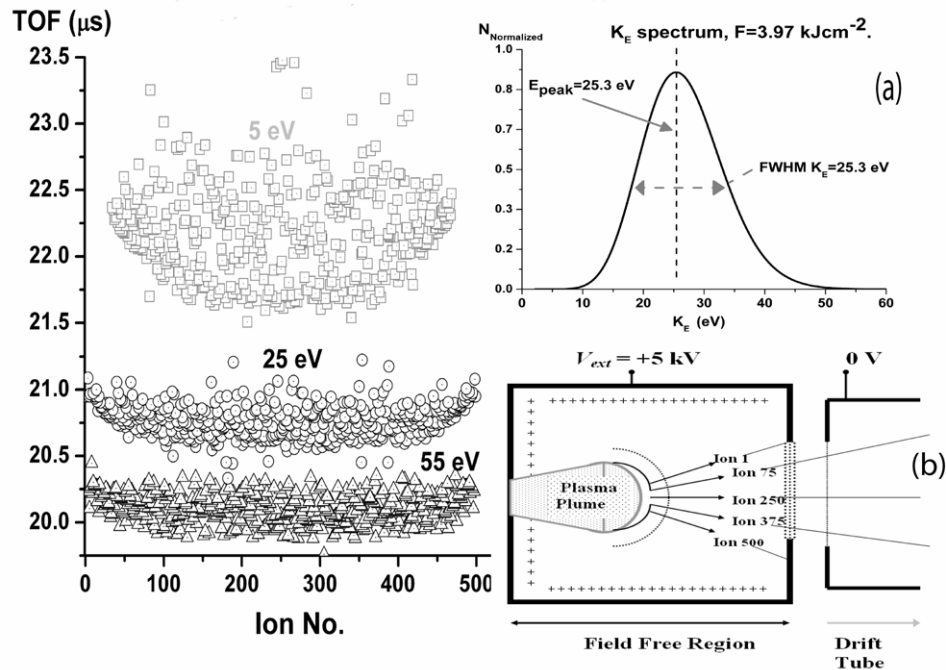 TOF (μs)
23.5
23.0
22.5
22.0
21.5
21.0
20.5
20.0
5 eV
25 eV
55 eV
0 100 200 300 400 500
Ion No.
N_Normalized
K_E spectrum, F=3.97 kJcm⁻².
1.0
0.8
0.7
0.5
0.3
0.2
0.0
E_peak=25.3 eV
(a)
FWHM K_E=25.3 eV
0 10 20 30 40 50 60
K_E (eV)
V_ext = +5 kV
0 V
(b)
Ion 1
Ion 75
Plasma
Plume
Ion 250
Ion 375
Ion 500
Field Free Region
Drift
Tube